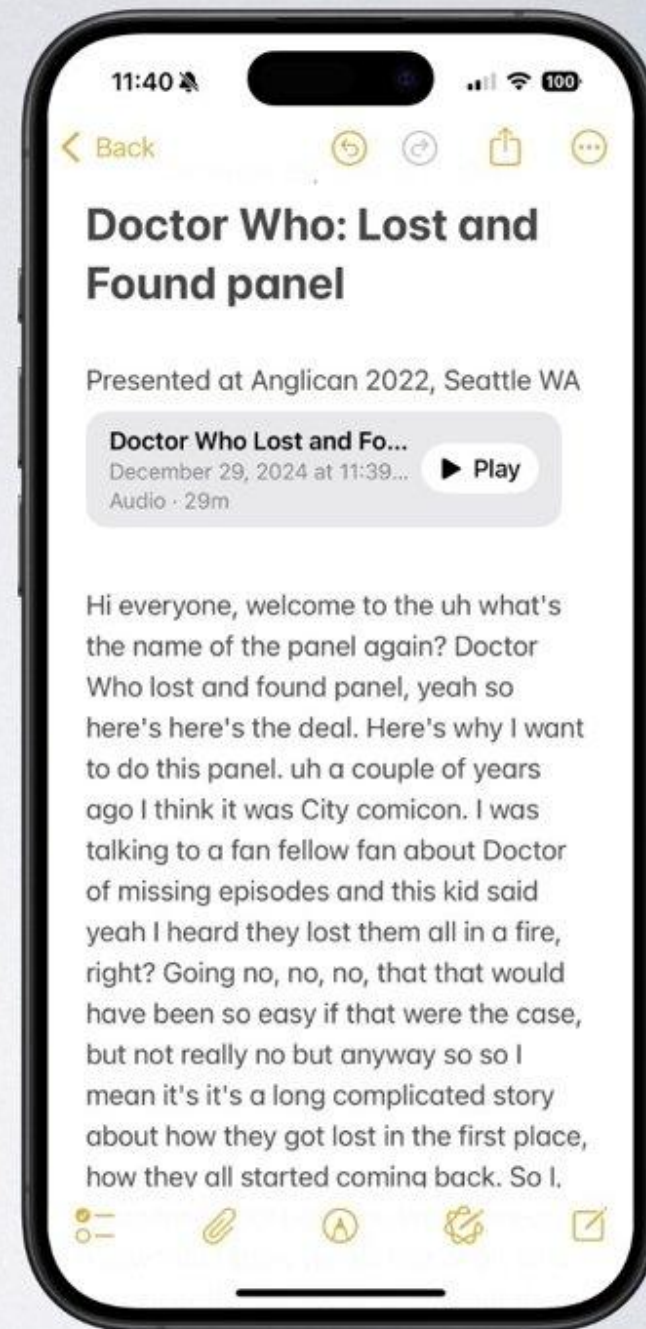 11:40
100
Back
Doctor Who: Lost and
Found panel
Presented at Anglican 2022, Seattle WA
Doctor Who Lost and Fo...
December 29, 2024 at 11:39...
Play
Audio · 29m
Hi everyone, welcome to the uh what's
the name of the panel again? Doctor
Who lost and found panel, yeah so
here's here's the deal. Here's why I want
to do this panel. uh a couple of years
ago I think it was City comicon. I was
talking to a fan fellow fan about Doctor
of missing episodes and this kid said
yeah I heard they lost them all in a fire,
right? Going no, no, no, that that would
have been so easy if that were the case,
but not really no but anyway so so I
mean it's it's a long complicated story
about how they got lost in the first place,
how they all started coming back. So I,